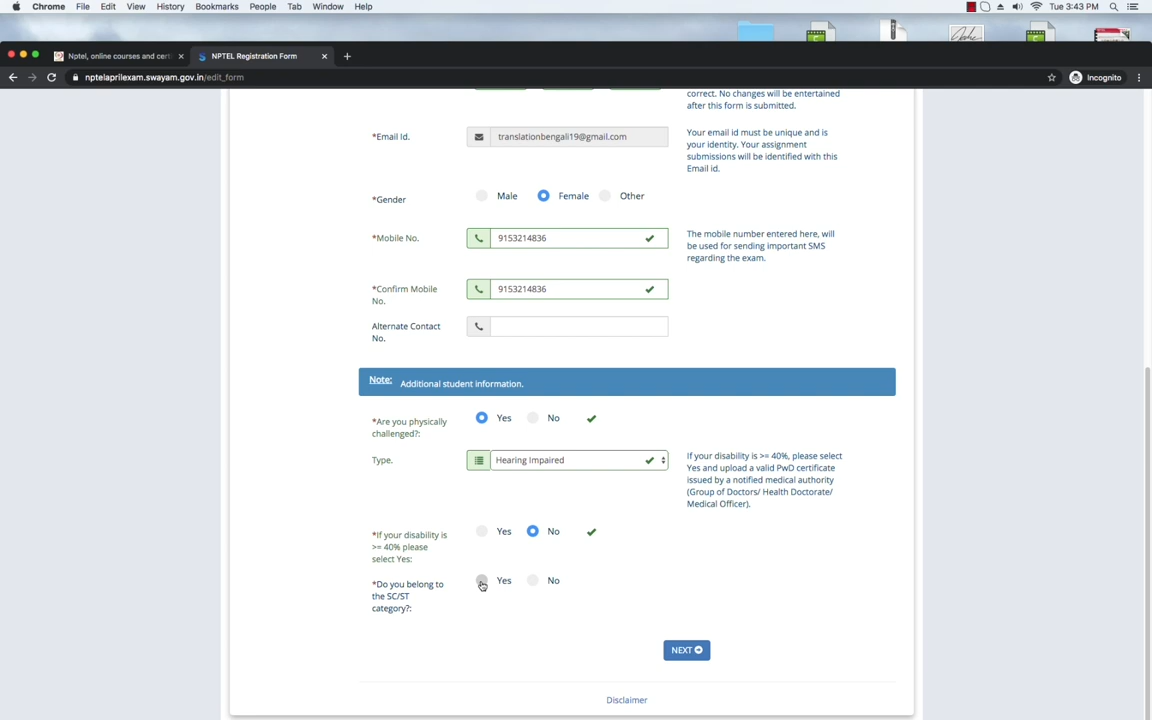 Chrome File Edit View History Bookmarks People Tab Window Help Tue 3:43 PM
Nptel, online courses and cert NPTEL Registration Form
nptelaprilexam.swayam.gov.in/edit_form Incognito
correct. No changes will be entertained
after this form is submitted.
*Email Id. translationbengali19@gmail.com
Your email id must be unique and is
your identity. Your assignment
submissions will be identified with this
Email id.
*Gender Male Female Other
*Mobile No. 9153214836
The mobile number entered here, will
be used for sending important SMS
regarding the exam.
*Confirm Mobile
No.
9153214836
Alternate Contact
No.
Note: Additional student information.
*Are you physically
challenged?:
Yes No
Type. Hearing Impaired
If your disability is >= 40%, please select
Yes and upload a valid PwD certificate
issued by a notified medical authority
(Group of Doctors/ Health Doctorate/
Medical Officer).
*If your disability is
>= 40% please
select Yes:
Yes No
*Do you belong to
the SC/ST
category?:
Yes No
NEXT
Disclaimer